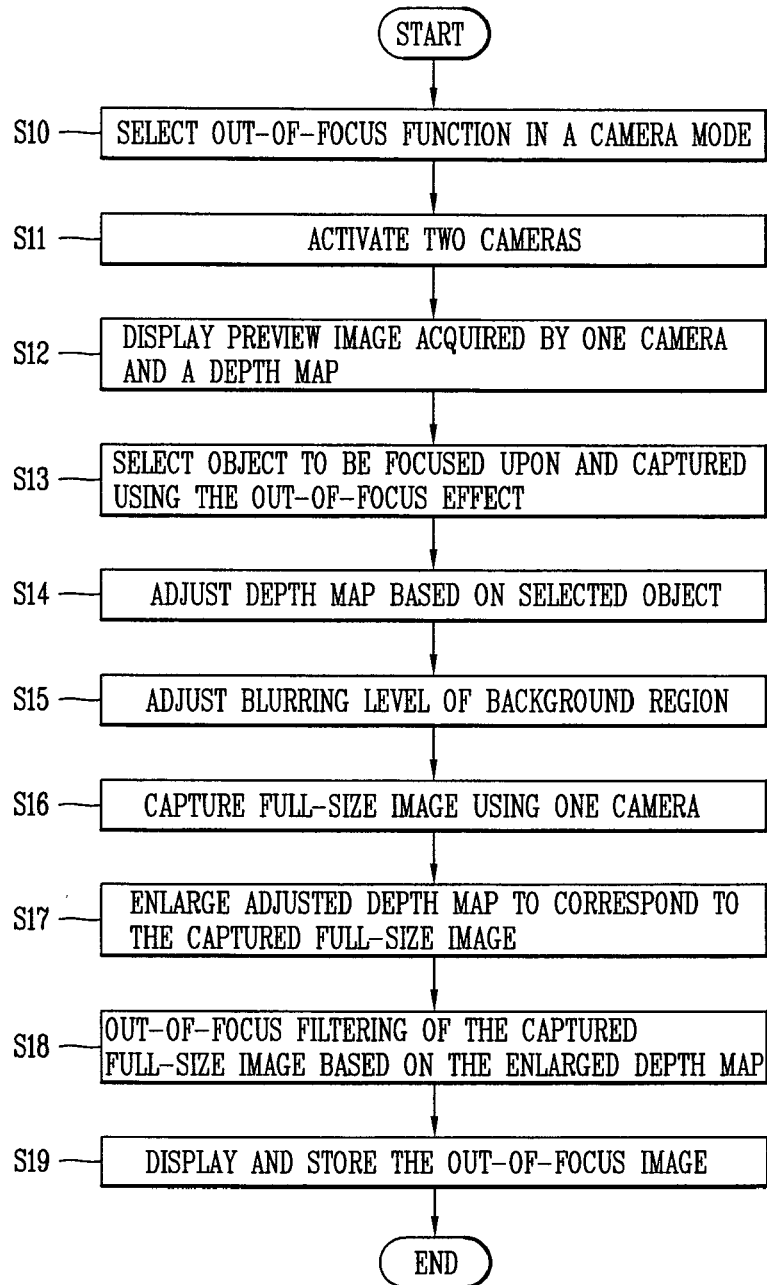 START
S10 SELECT OUT-OF-FOCUS FUNCTION IN A CAMERA MODE
S11 ACTIVATE TWO CAMERAS
S12 DISPLAY PREVIEW IMAGE ACQUIRED BY ONE CAMERA
AND A DEPTH MAP
S13 SELECT OBJECT TO BE FOCUSED UPON AND CAPTURED
USING THE OUT-OF-FOCUS EFFECT
S14 ADJUST DEPTH MAP BASED ON SELECTED OBJECT
S15 ADJUST BLURRING LEVEL OF BACKGROUND REGION
S16 CAPTURE FULL-SIZE IMAGE USING ONE CAMERA
S17 ENLARGE ADJUSTED DEPTH MAP TO CORRESPOND TO
THE CAPTURED FULL-SIZE IMAGE
S18 OUT-OF-FOCUS FILTERING OF THE CAPTURED
FULL-SIZE IMAGE BASED ON THE ENLARGED DEPTH MAP
S19 DISPLAY AND STORE THE OUT-OF-FOCUS IMAGE
END